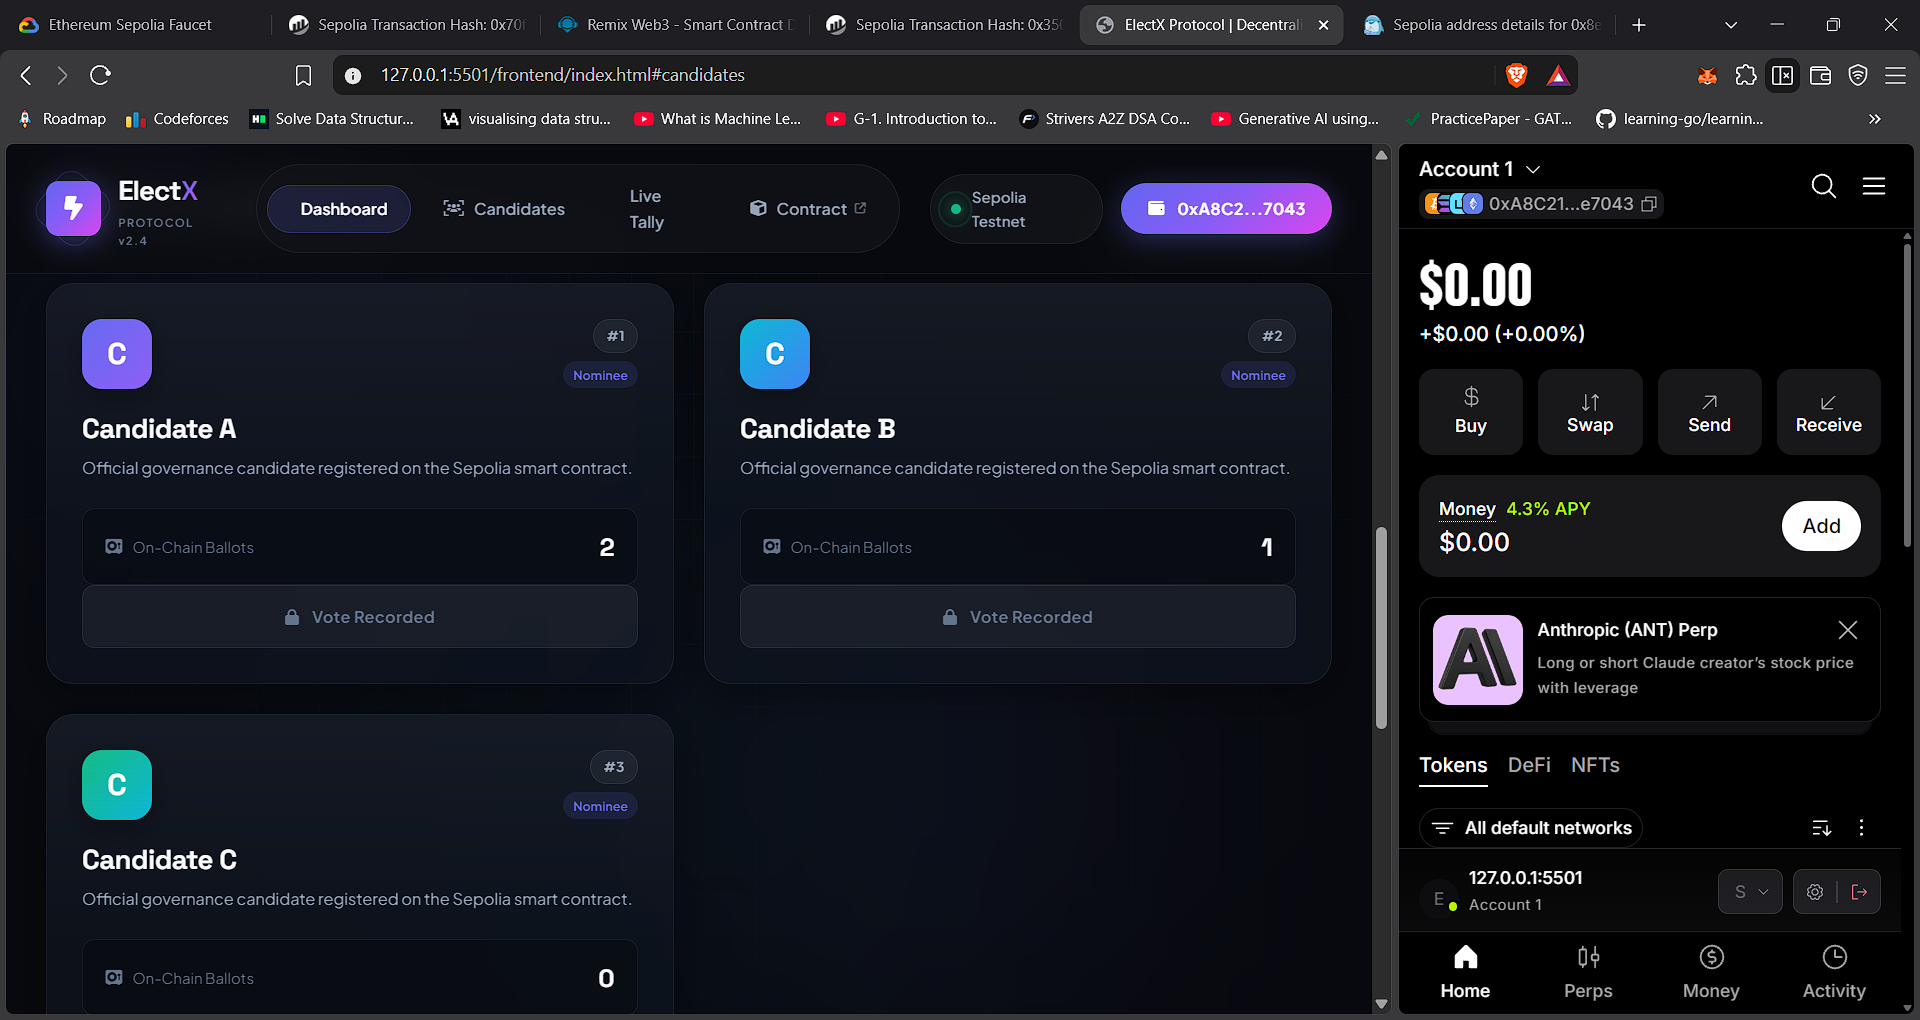 Ethereum Sepolia Faucet
Sepolia Transaction Hash: 0x70f
Remix Web3 - Smart Contract D
Sepolia Transaction Hash: 0x350
ElectX Protocol | Decentrali
Sepolia address details for 0x8e
127.0.0.1:5501/frontend/index.html#candidates
Roadmap
Codeforces
Solve Data Structur...
visualising data stru...
What is Machine Le...
G-1. Introduction to...
Strivers A2Z DSA Co...
Generative AI using...
PracticePaper - GAT...
learning-go/learnin...
»
ElectX
PROTOCOL
v2.4
Dashboard
Candidates
Live
Tally
Contract
Sepolia
Testnet
0xA8C2...7043
C
#1
Nominee
Candidate A
Official governance candidate registered on the Sepolia smart contract.
On-Chain Ballots
2
Vote Recorded
C
#2
Nominee
Candidate B
Official governance candidate registered on the Sepolia smart contract.
On-Chain Ballots
1
Vote Recorded
C
#3
Nominee
Candidate C
Official governance candidate registered on the Sepolia smart contract.
On-Chain Ballots
0
Account 1
0xA8C21...e7043
$0.00
+$0.00 (+0.00%)
Buy
Swap
Send
Receive
Money 4.3% APY
$0.00
Add
Anthropic (ANT) Perp
Long or short Claude creator's stock price
with leverage
Tokens
DeFi
NFTs
All default networks
E
127.0.0.1:5501
Account 1
S
Home
Perps
Money
Activity